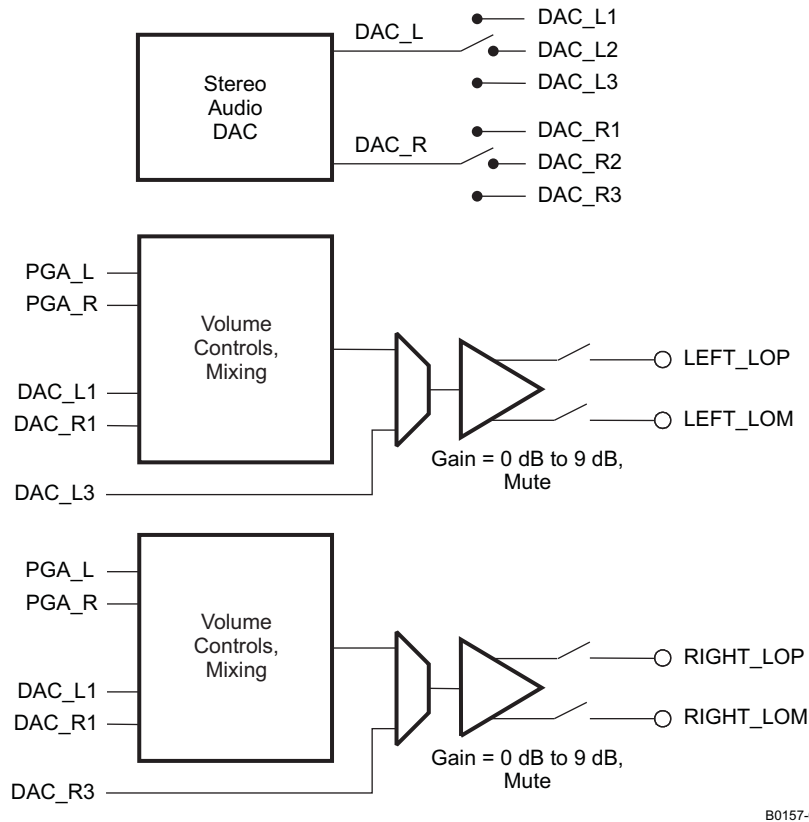 DAC_L
DAC_L1
DAC_L2
DAC_L3
Stereo
Audio
DAC
DAC_R
DAC_R1
DAC_R2
DAC_R3
PGA_L
PGA_R
DAC_L1
DAC_R1
DAC_L3
Volume
Controls,
Mixing
LEFT_LOP
LEFT_LOM
Gain = 0 dB to 9 dB,
Mute
PGA_L
PGA_R
DAC_L1
DAC_R1
DAC_R3
Volume
Controls,
Mixing
RIGHT_LOP
RIGHT_LOM
Gain = 0 dB to 9 dB,
Mute